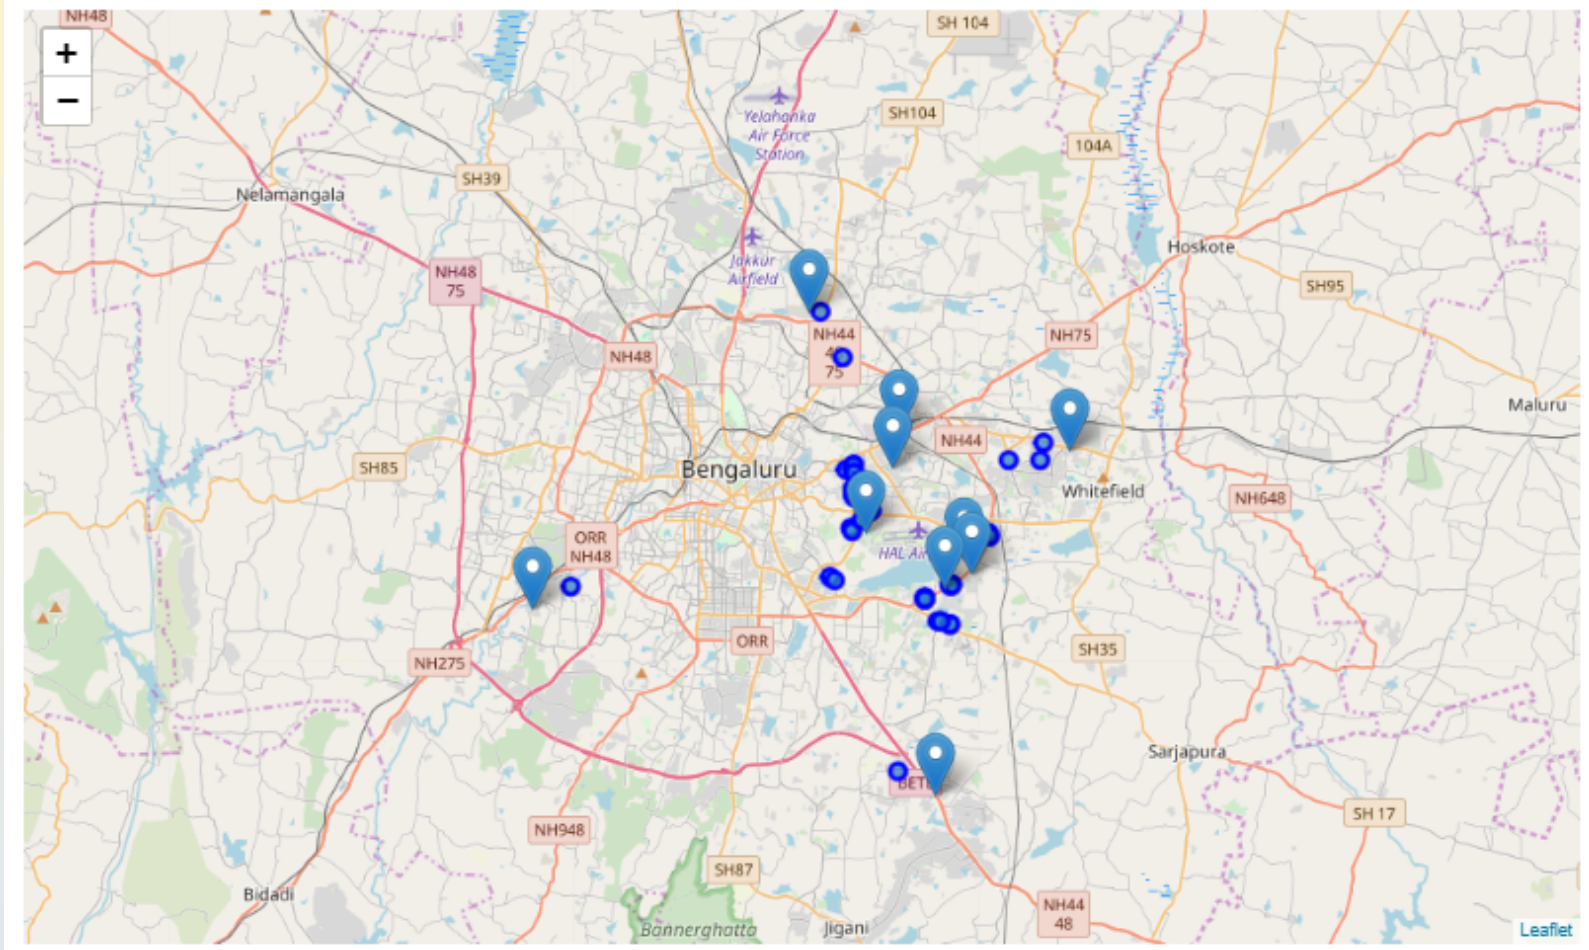 NH48
SH 104
+
−
Yelahanka
Air Force
Station
SH104
104A
SH39
Nelamangala
Hoskote
Jakkur
Airfield
NH48
75
SH95
NH44
75
NH75
NH48
Maluru
NH44
SH85
Bengaluru
Whitefield
NH648
ORR
NH48
HAL
ORR
SH35
NH275
Sarjapura
SH 17
NH948
SH87
Bidadi
NH44
48
Bannerghatta
Jigani
Leaflet